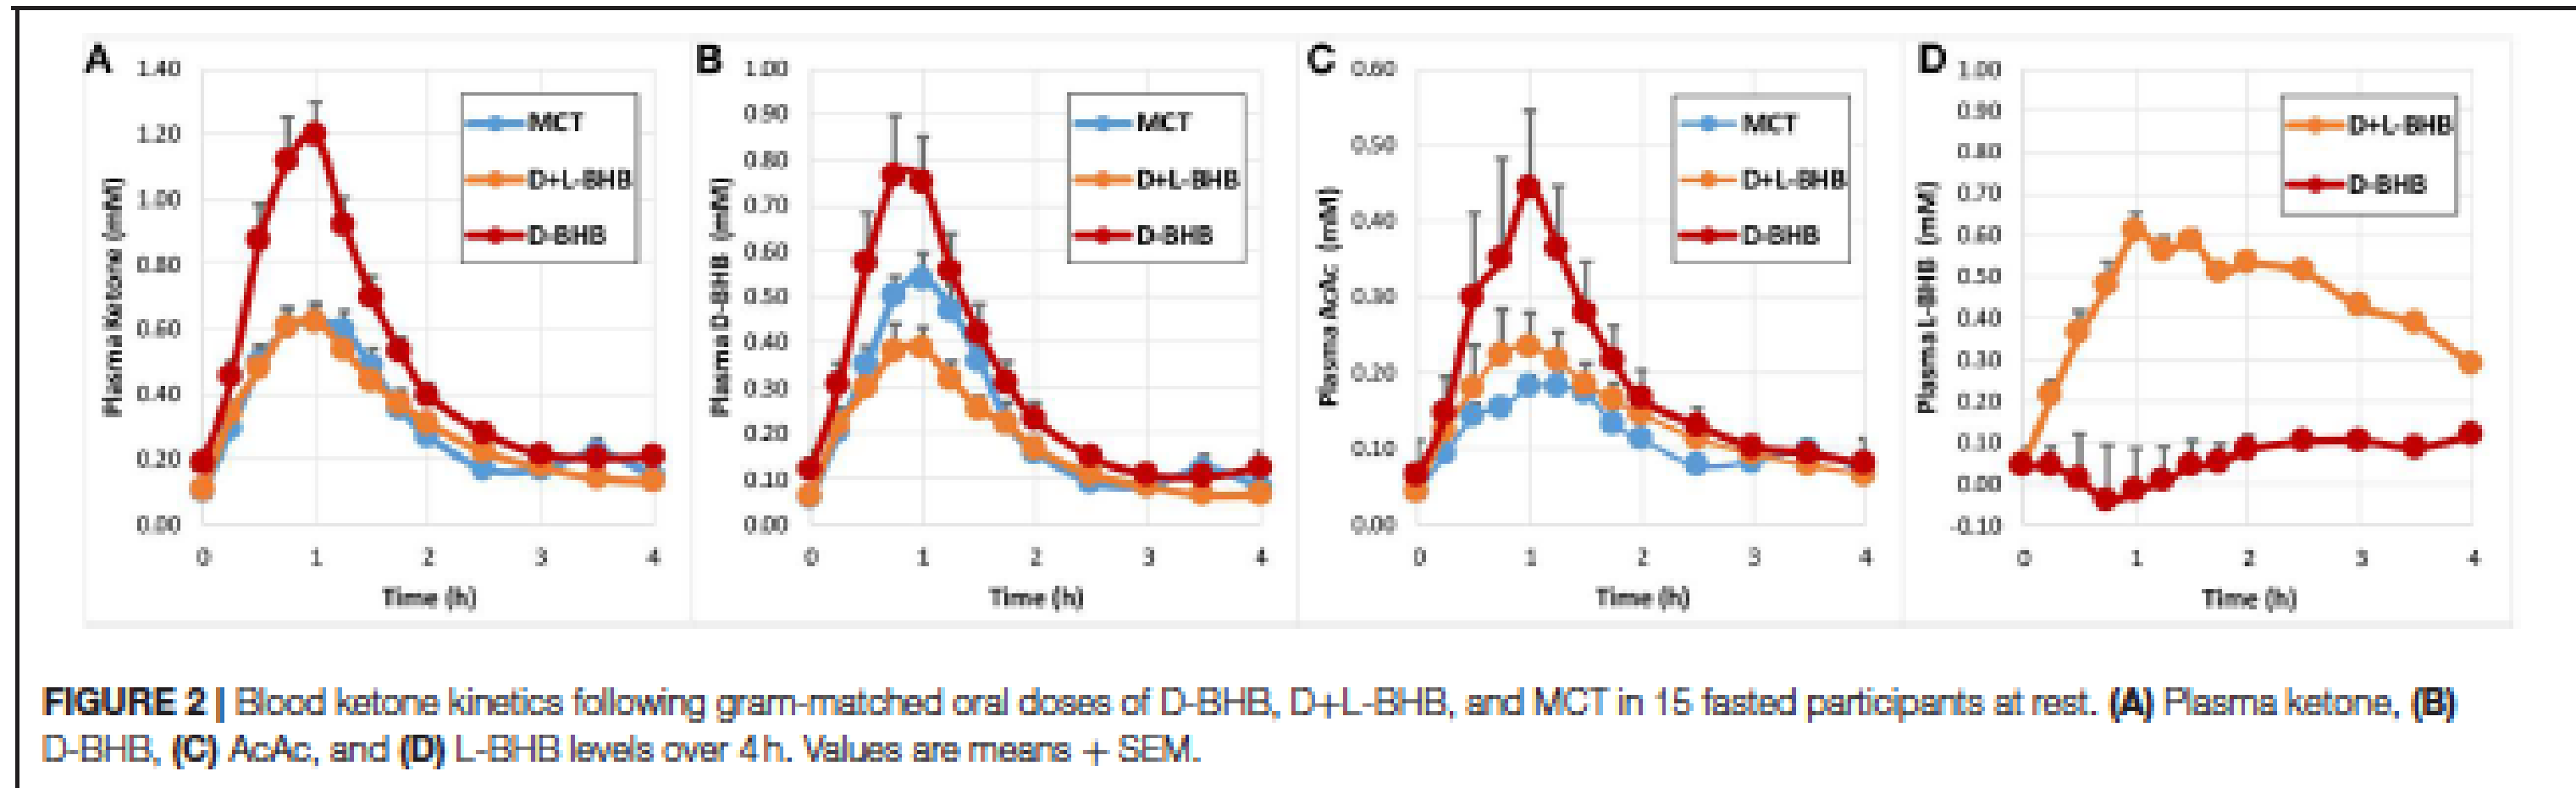 A
1.40
1.20
1.00
0.80
0.60
0.40
0.20
0.00
Plasma Ketone (mM)
MCT
D+L-BHB
D-BHB
0 1 2 3 4
Time (h)
B
1.00
0.90
0.80
0.70
0.60
0.50
0.40
0.30
0.20
0.10
0.00
Plasma D-BHB (mM)
MCT
D+L-BHB
D-BHB
0 1 2 3 4
Time (h)
C
0.60
0.50
0.40
0.30
0.20
0.10
0.00
Plasma AcAc (mM)
MCT
D+L-BHB
D-BHB
0 1 2 3 4
Time (h)
D
1.00
0.90
0.80
0.70
0.60
0.50
0.40
0.30
0.20
0.10
0.00
-0.10
Plasma L-BHB (mM)
D+L-BHB
D-BHB
0 1 2 3 4
Time (h)
FIGURE 2 | Blood ketone kinetics following gram-matched oral doses of D-BHB, D+L-BHB, and MCT in 15 fasted participants at rest. (A) Plasma ketone, (B)
D-BHB, (C) AcAc, and (D) L-BHB levels over 4 h. Values are means + SEM.